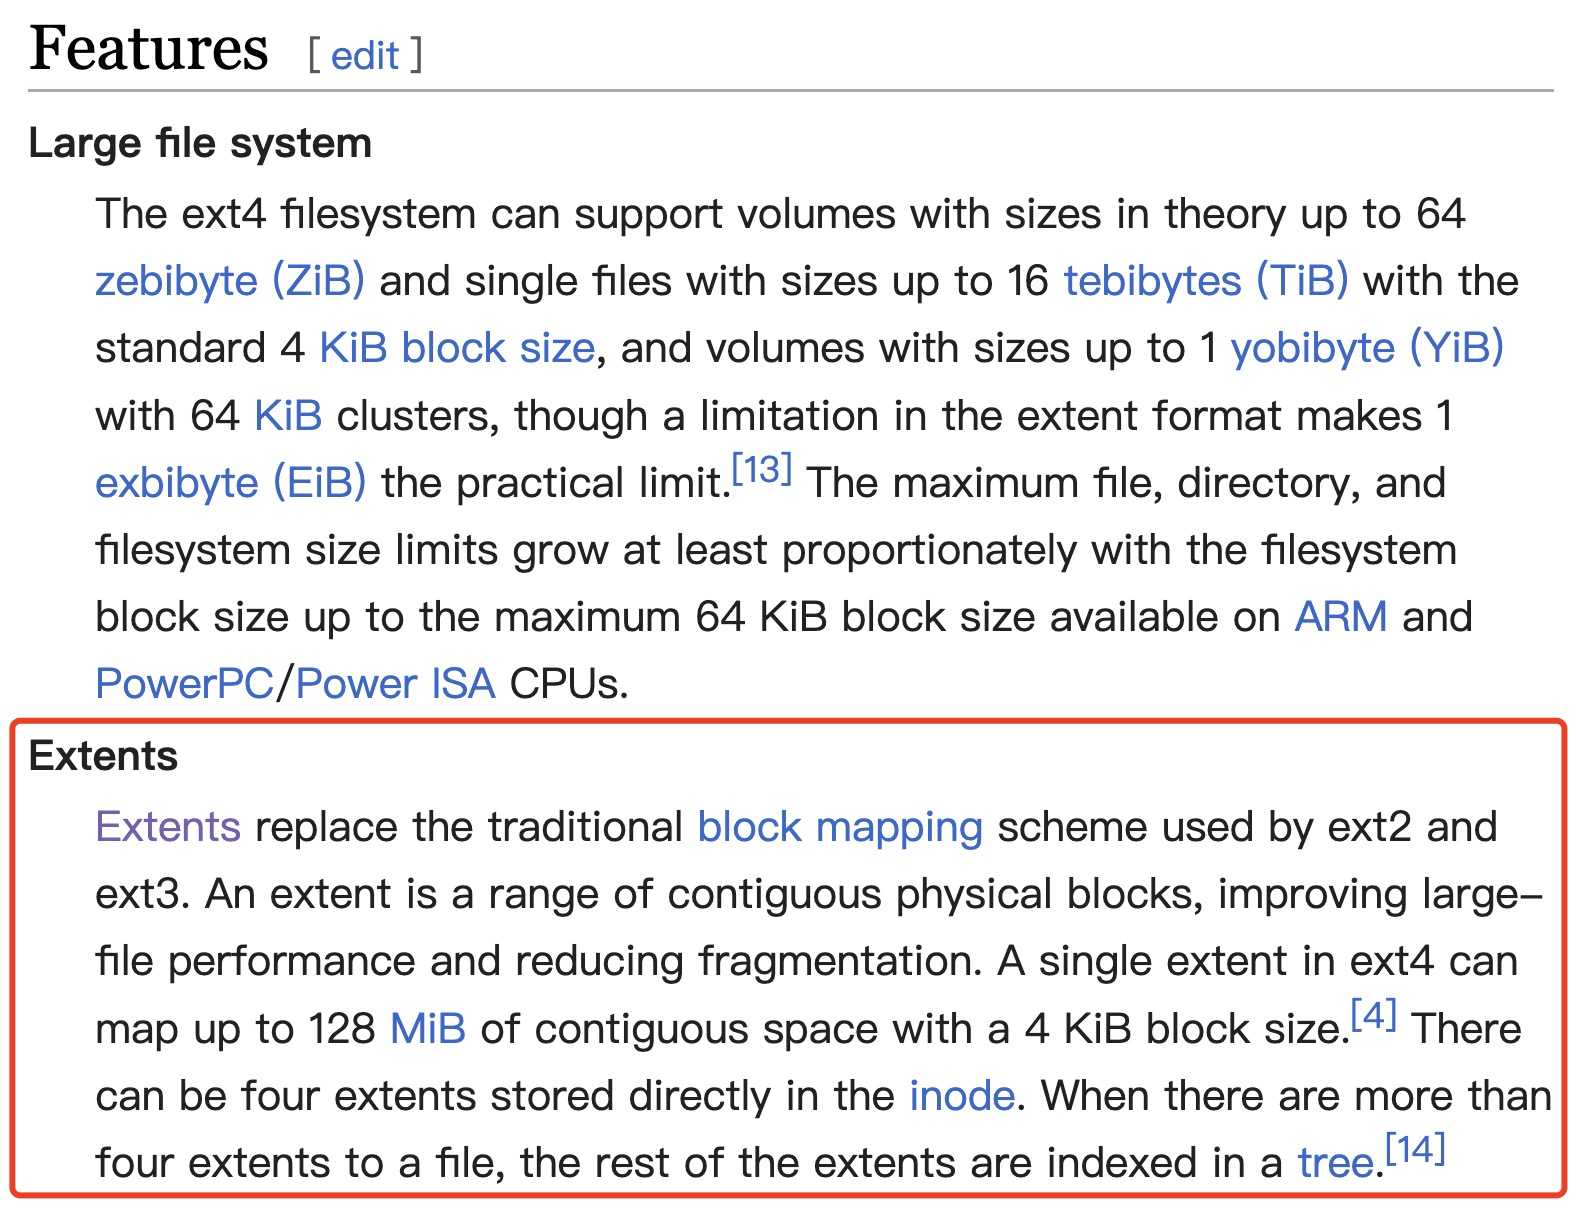 Features [ edit ]
Large file system
The ext4 filesystem can support volumes with sizes in theory up to 64
zebibyte (ZiB) and single files with sizes up to 16 tebibytes (TiB) with the
standard 4 KiB block size, and volumes with sizes up to 1 yobibyte (YiB)
with 64 KiB clusters, though a limitation in the extent format makes 1
exbibyte (EiB) the practical limit.[13] The maximum file, directory, and
filesystem size limits grow at least proportionately with the filesystem
block size up to the maximum 64 KiB block size available on ARM and
PowerPC/Power ISA CPUs.
Extents
Extents replace the traditional block mapping scheme used by ext2 and
ext3. An extent is a range of contiguous physical blocks, improving large-
file performance and reducing fragmentation. A single extent in ext4 can
map up to 128 MiB of contiguous space with a 4 KiB block size.[4] There
can be four extents stored directly in the inode. When there are more than
four extents to a file, the rest of the extents are indexed in a tree.[14]